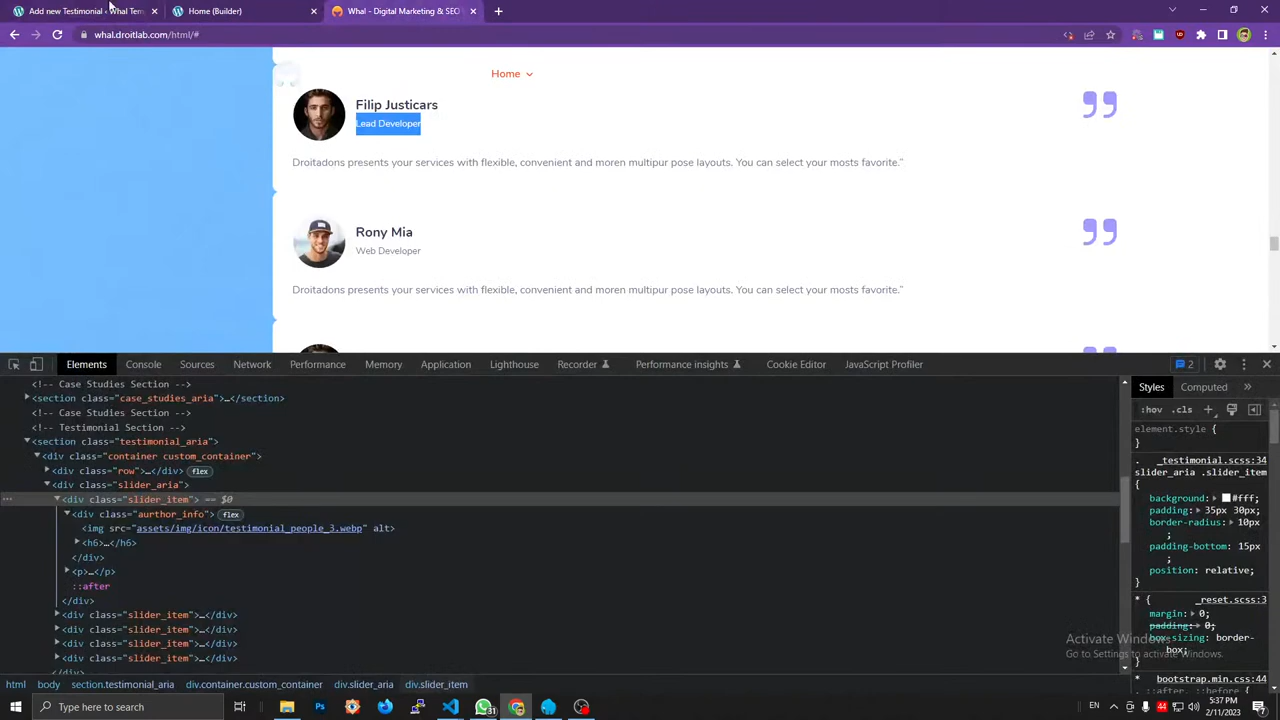 Add new Testimonial ‹ Whal Tem
Home (Builder)
Whal - Digital Marketing & SEO
whal.droitlab.com/html/#
Home
Filip Justicars
Lead Developer
Droitadons presents your services with flexible, convenient and moren multipur pose layouts. You can select your mosts favorite.”
Rony Mia
Web Developer
Droitadons presents your services with flexible, convenient and moren multipur pose layouts. You can select your mosts favorite.”
Elements Console Sources Network Performance Memory Application Lighthouse Recorder Performance insights Cookie Editor JavaScript Profiler 2
<!-- Case Studies Section -->
<section class="case_studies_aria">…</section>
<!-- Case Studies Section -->
<!-- Testimonial Section -->
<section class="testimonial_aria">
<div class="container custom_container">
<div class="row">…</div> flex
<div class="slider_aria">
<div class="slider_item"> == $0
<div class="aurthor_info"> flex
<img src="assets/img/icon/testimonial_people_3.webp" alt>
<h6>…</h6>
</div>
<p>…</p>
::after
</div>
<div class="slider_item">…</div>
<div class="slider_item">…</div>
<div class="slider_item">…</div>
<div class="slider_item">…</div>
html body section.testimonial_aria div.container.custom_container div.slider_aria div.slider_item
Styles Computed
:hov .cls
element.style {
}
. _testimonial.scss:34
slider_aria .slider_item
{
background: #fff;
padding: 35px 30px;
border-radius: 10px
;
padding-bottom: 15px
;
position: relative;
}
* { _reset.scss:3
margin: 0;
padding: 0;
box-sizing: border-
box;
}
bootstrap.min.css:4
::after, ::before {
Activate Windows
Go to Settings to activate Windows.
Type here to search
31
EN
44
5:37 PM
2/11/2023
7